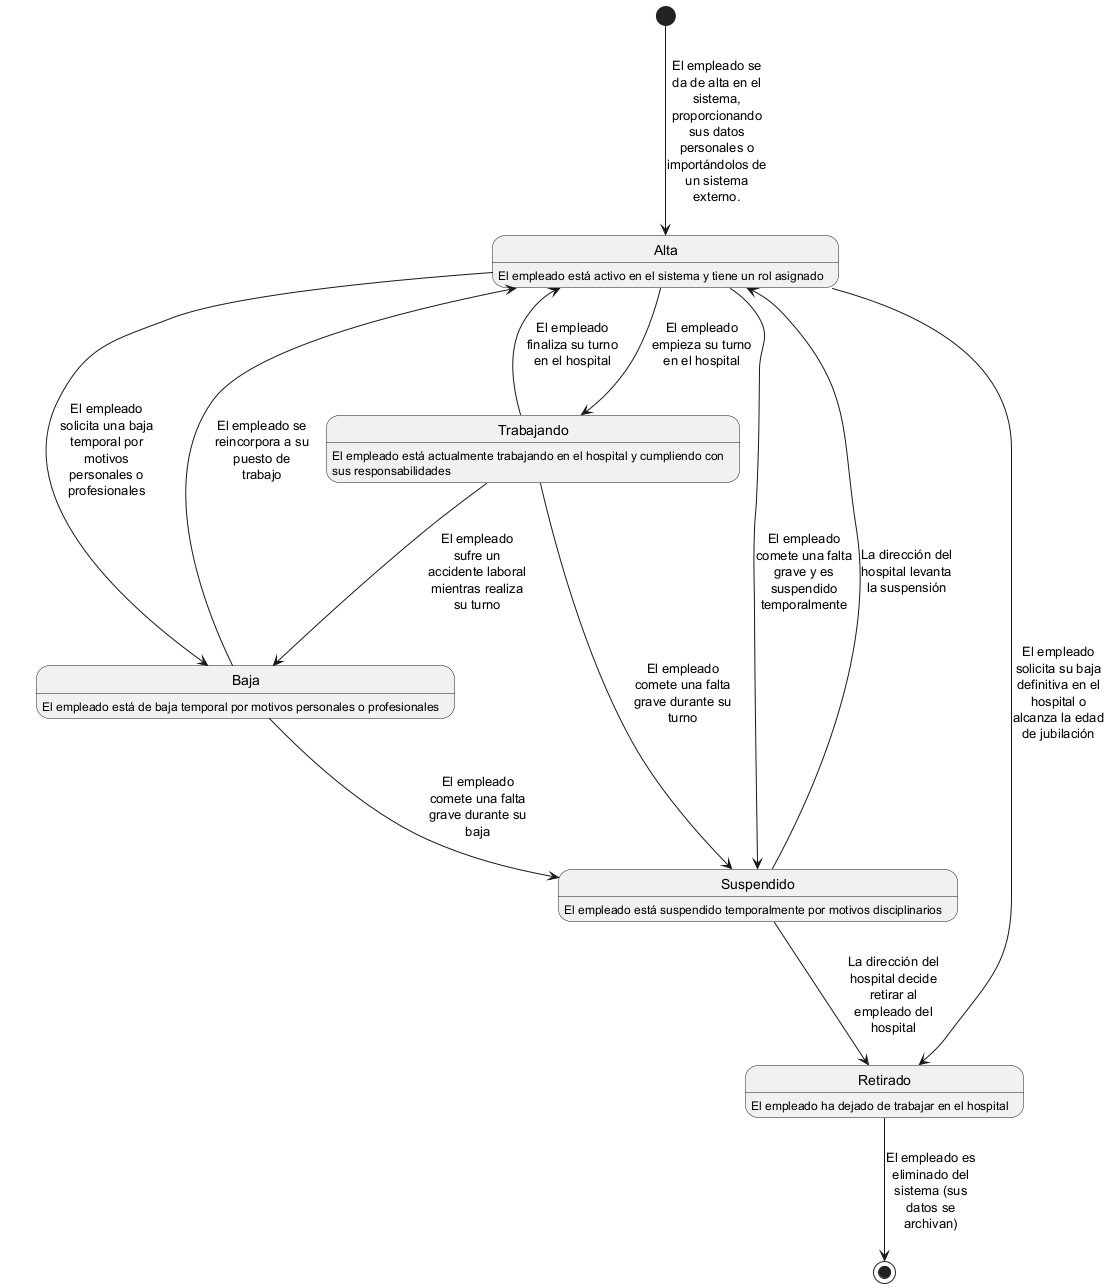 El empleado se
da de alta en el
sistema,
proporcionando
sus datos
personales o
importándolos de
un sistema
externo.
Alta
El empleado está activo en el sistema y tiene un rol asignado
El empleado
finaliza su turno
en el hospital
El empleado
empieza su turno
en el hospital
El empleado
solicita una baja
temporal por
motivos
personales o
profesionales
El empleado se
reincorpora a su
puesto de
trabajo
Trabajando
El empleado está actualmente trabajando en el hospital y cumpliendo con
sus responsabilidades
El empleado
sufre un
accidente laboral
mientras realiza
su turno
El empleado
comete una falta
grave y es
suspendido
temporalmente
La dirección del
hospital levanta
la suspensión
El empleado
comete una falta
grave durante su
turno
El empleado
solicita su baja
definitiva en el
hospital o
alcanza la edad
de jubilación
Baja
El empleado está de baja temporal por motivos personales o profesionales
El empleado
comete una falta
grave durante su
baja
Suspendido
El empleado está suspendido temporalmente por motivos disciplinarios
La dirección del
hospital decide
retirar al
empleado del
hospital
Retirado
El empleado ha dejado de trabajar en el hospital
El empleado es
eliminado del
sistema (sus
datos se
archivan)